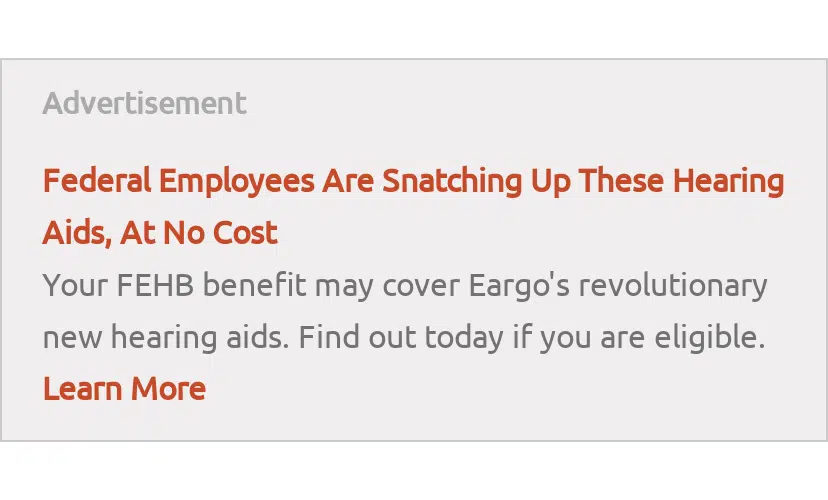 Advertisement
Federal Employees Are Snatching Up These Hearing
Aids, At No Cost
Your FEHB benefit may cover Eargo's revolutionary
new hearing aids. Find out today if you are eligible.
Learn More